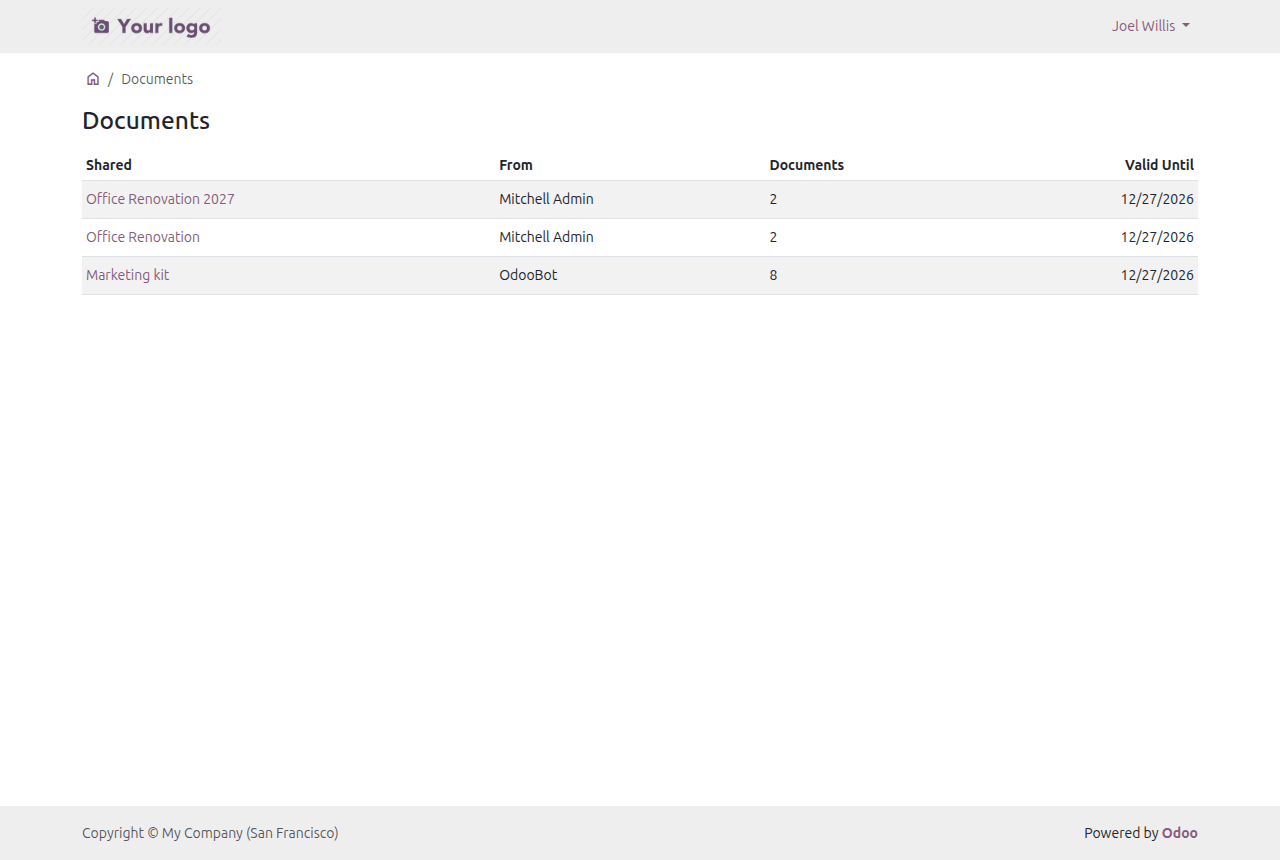 Your logo
Joel Willis
/ Documents
Documents
Shared From Documents Valid Until
Office Renovation 2027 Mitchell Admin 2 12/27/2026
Office Renovation Mitchell Admin 2 12/27/2026
Marketing kit OdooBot 8 12/27/2026
Copyright © My Company (San Francisco)
Powered by Odoo